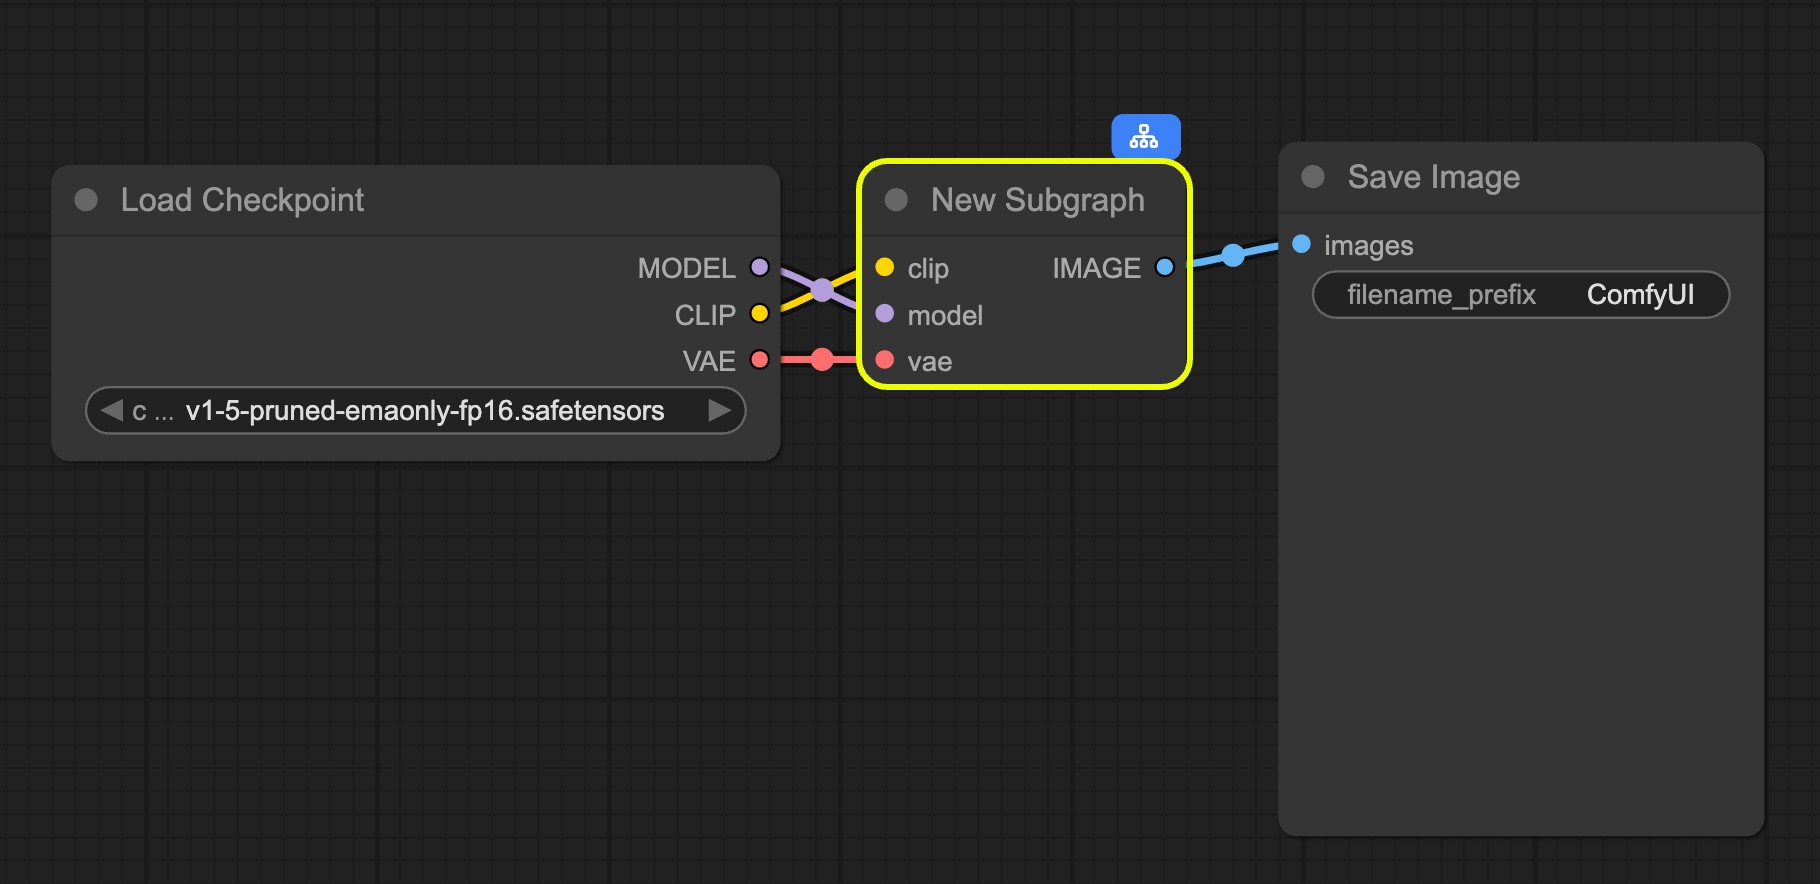 Load Checkpoint
MODEL
CLIP
VAE
c ... v1-5-pruned-emaonly-fp16.safetensors
New Subgraph
clip IMAGE
model
vae
Save Image
images
filename_prefix ComfyUI